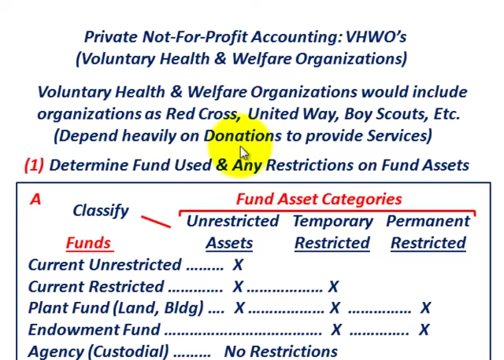 Private Not-For-Profit Accounting: VHWO's
(Voluntary Health & Welfare Organizations)
Voluntary Health & Welfare Organizations would include
organizations as Red Cross, United Way, Boy Scouts, Etc.
(Depend heavily on Donations to provide Services)
(1) Determine Fund Used & Any Restrictions on Fund Assets
A Classify Fund Asset Categories
Unrestricted Temporary Permanent
Funds Assets Restricted Restricted
Current Unrestricted ......... X
Current Restricted ......... X .................... X
Plant Fund (Land, Bldg) .... X .................... X ................ X
Endowment Fund ......................................... X .............. X
Agency (Custodial) ......... No Restrictions